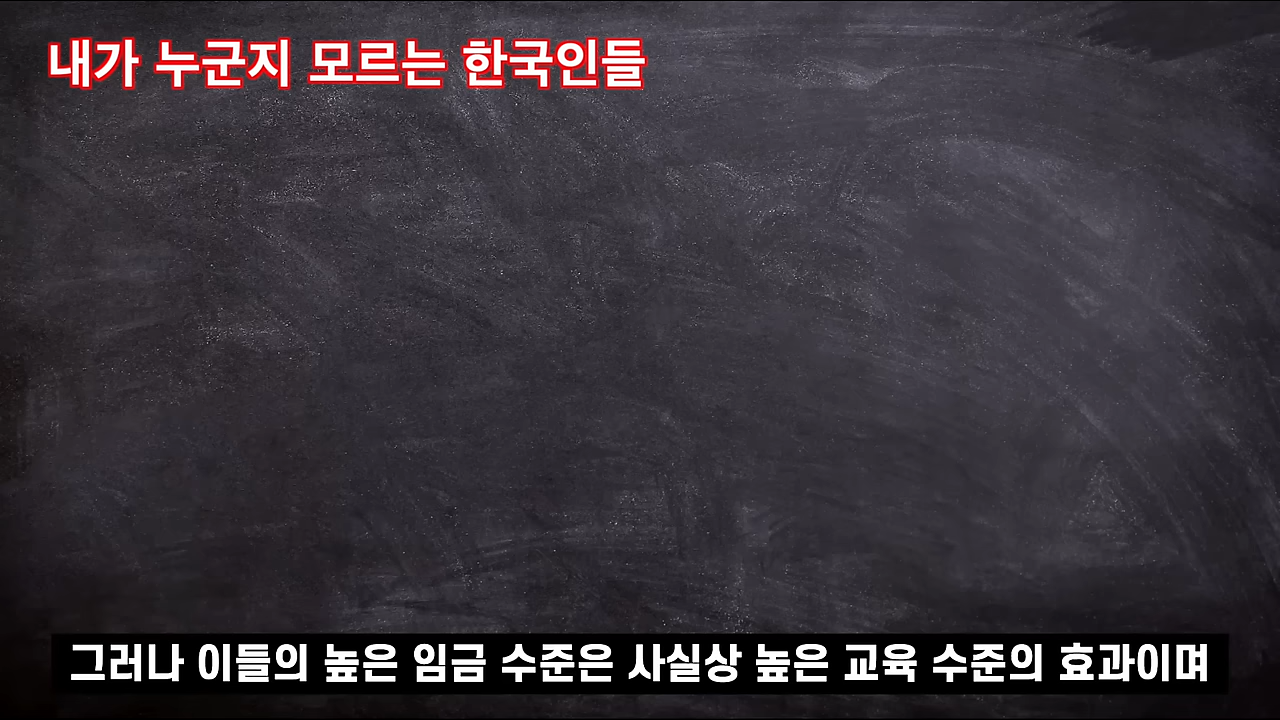 내가 누군지 모르는 한국인들
그러나 이들의 높은 임금 수준은 사실상 높은 교육 수준의 효과이며